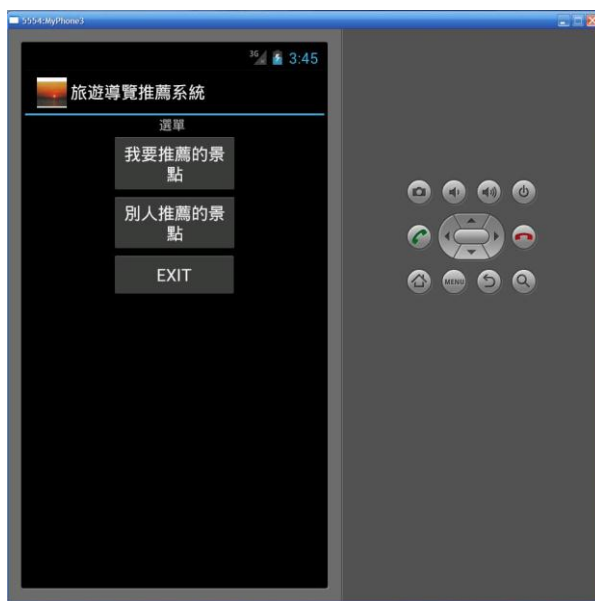 5554:MyPhone3
3G 3:45
旅遊導覽推薦系統
選單
我要推薦的景
點
別人推薦的景
點
EXIT
MENU